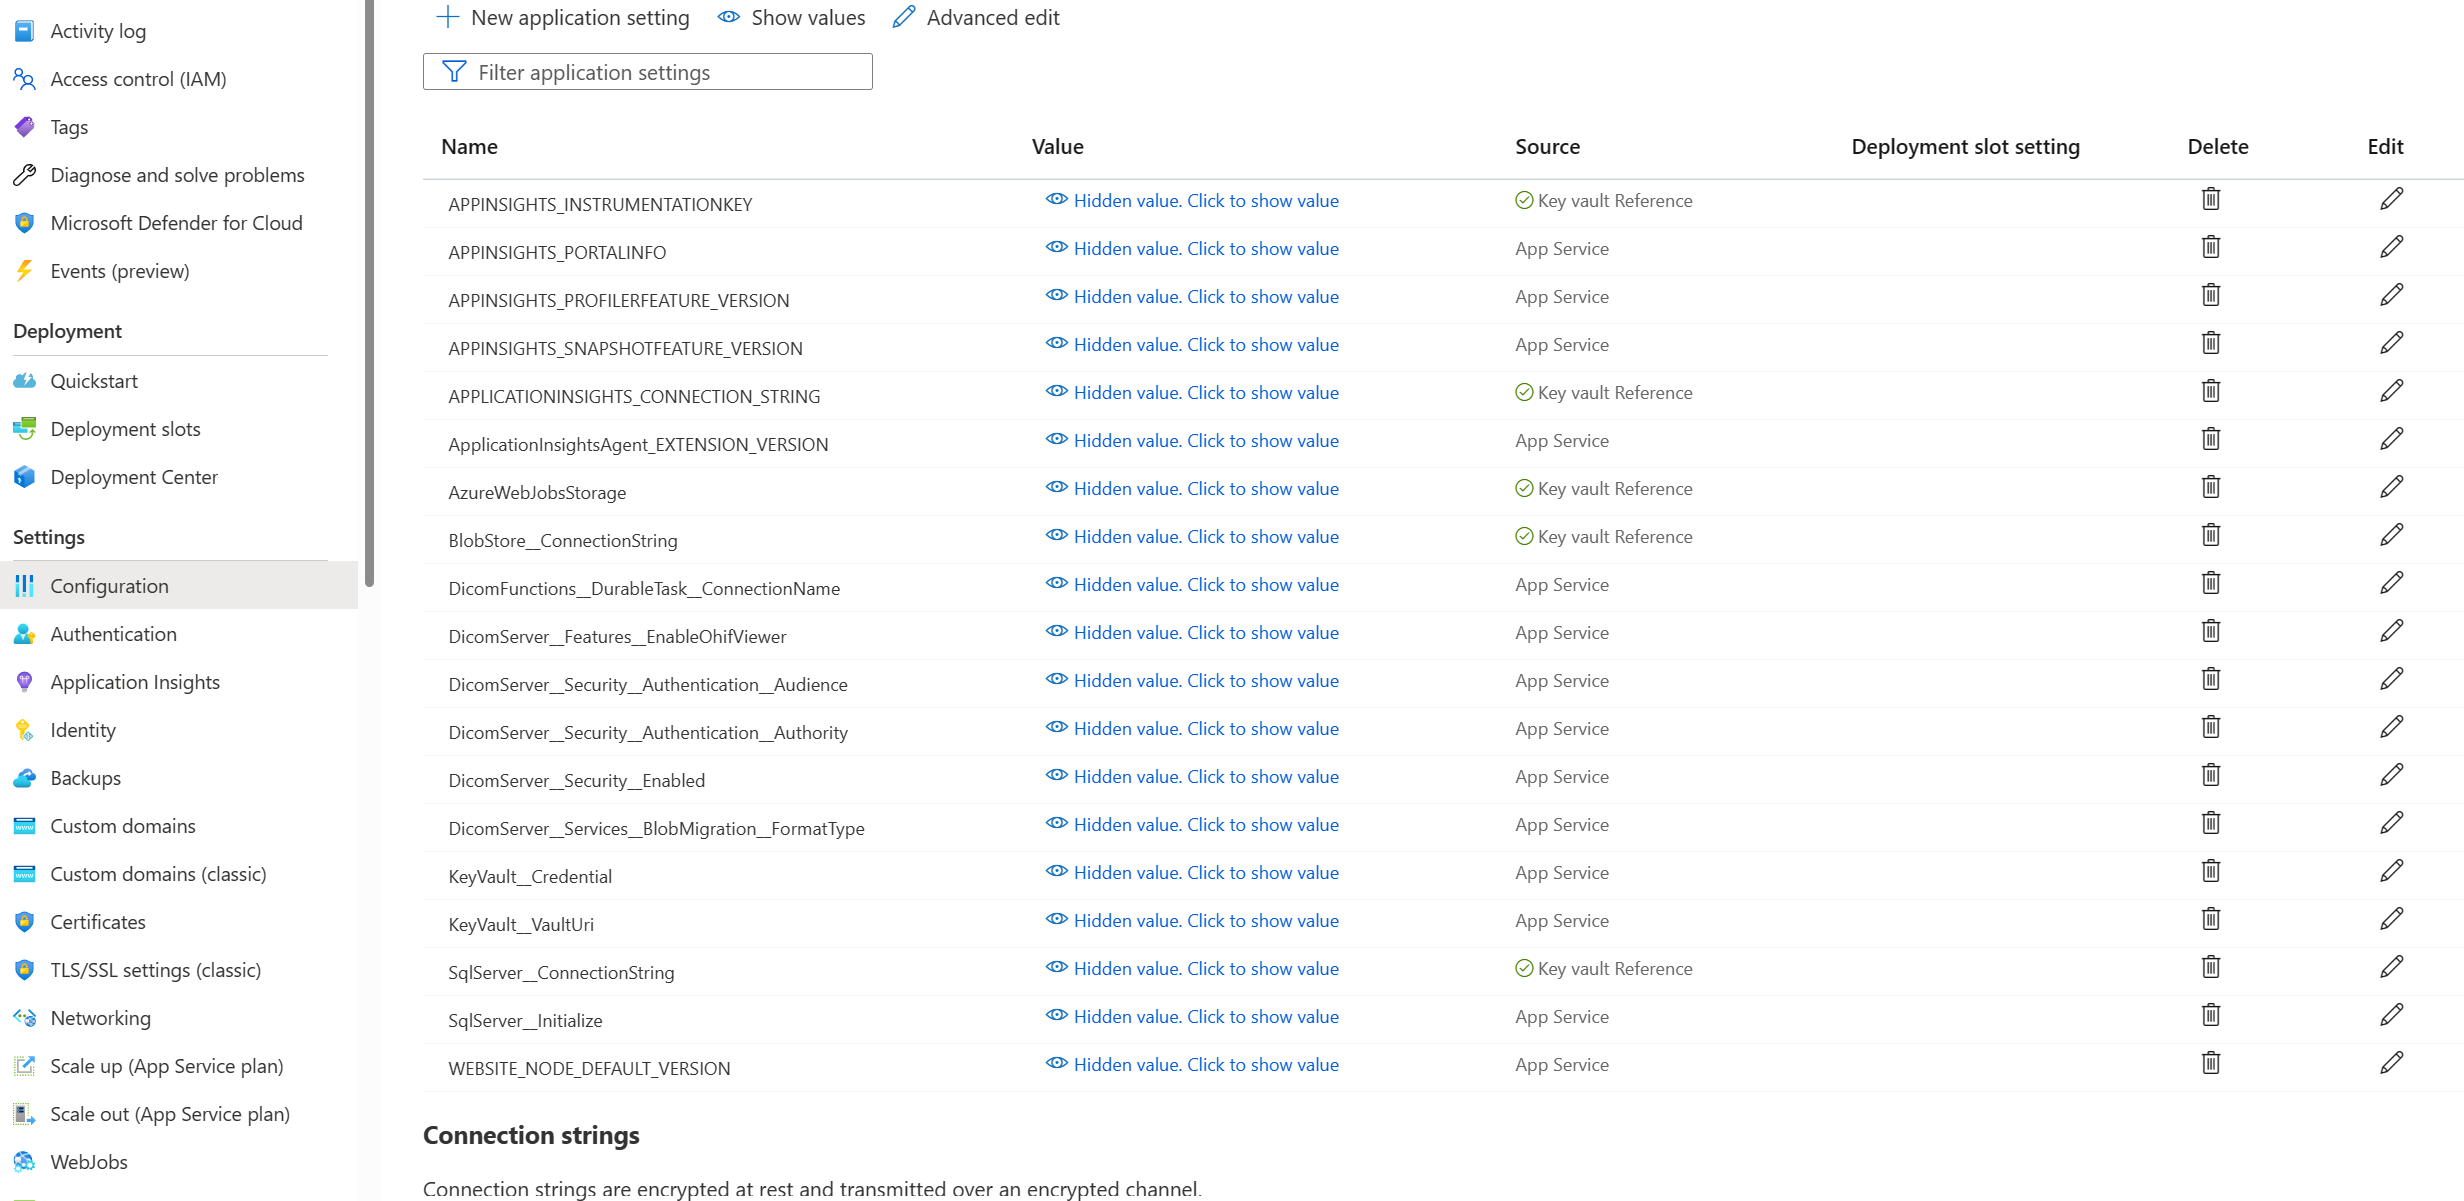 Activity log
Access control (IAM)
Tags
Diagnose and solve problems
Microsoft Defender for Cloud
Events (preview)
Deployment
Quickstart
Deployment slots
Deployment Center
Settings
Configuration
Authentication
Application Insights
Identity
Backups
Custom domains
Custom domains (classic)
Certificates
TLS/SSL settings (classic)
Networking
Scale up (App Service plan)
Scale out (App Service plan)
WebJobs
New application setting Show values Advanced edit
Filter application settings
Name Value Source Deployment slot setting Delete Edit
APPINSIGHTS_INSTRUMENTATIONKEY Hidden value. Click to show value Key vault Reference
APPINSIGHTS_PORTALINFO Hidden value. Click to show value App Service
APPINSIGHTS_PROFILERFEATURE_VERSION Hidden value. Click to show value App Service
APPINSIGHTS_SNAPSHOTFEATURE_VERSION Hidden value. Click to show value App Service
APPLICATIONINSIGHTS_CONNECTION_STRING Hidden value. Click to show value Key vault Reference
ApplicationInsightsAgent_EXTENSION_VERSION Hidden value. Click to show value App Service
AzureWebJobsStorage Hidden value. Click to show value Key vault Reference
BlobStore__ConnectionString Hidden value. Click to show value Key vault Reference
DicomFunctions__DurableTask__ConnectionName Hidden value. Click to show value App Service
DicomServer__Features__EnableOhifViewer Hidden value. Click to show value App Service
DicomServer__Security__Authentication__Audience Hidden value. Click to show value App Service
DicomServer__Security__Authentication__Authority Hidden value. Click to show value App Service
DicomServer__Security__Enabled Hidden value. Click to show value App Service
DicomServer__Services__BlobMigration__FormatType Hidden value. Click to show value App Service
KeyVault__Credential Hidden value. Click to show value App Service
KeyVault__VaultUri Hidden value. Click to show value App Service
SqlServer__ConnectionString Hidden value. Click to show value Key vault Reference
SqlServer__Initialize Hidden value. Click to show value App Service
WEBSITE_NODE_DEFAULT_VERSION Hidden value. Click to show value App Service
Connection strings
Connection strings are encrypted at rest and transmitted over an encrypted channel.